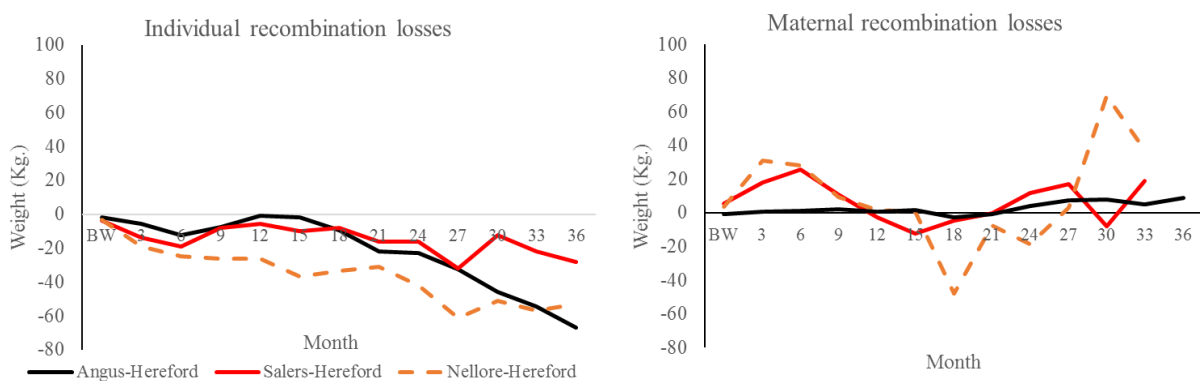 Individual recombination losses
100
80
60
40
20
0
-20
-40
-60
-80
Weight (Kg.)
BW 3 6 9 12 15 18 21 24 27 30 33 36
Month
Angus-Hereford Salers-Hereford Nellore-Hereford
Maternal recombination losses
100
80
60
40
20
0
-20
-40
-60
-80
Weight (Kg.)
BW 3 6 9 12 15 18 21 24 27 30 33 36
Month